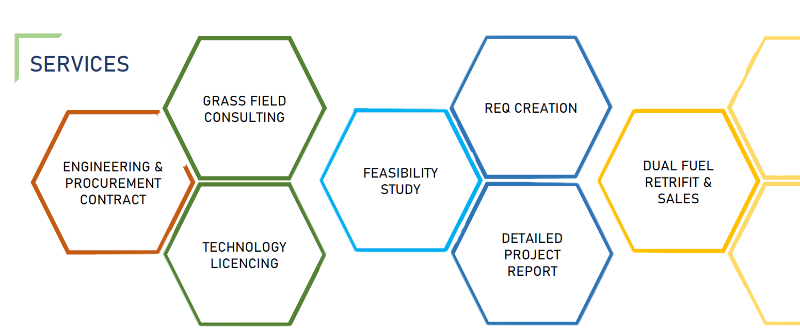 SERVICES
ENGINEERING &
PROCUREMENT
CONTRACT
GRASS FIELD
CONSULTING
TECHNOLOGY
LICENCING
FEASIBILITY
STUDY
REQ CREATION
DETAILED
PROJECT
REPORT
DUAL FUEL
RETRIFIT &
SALES